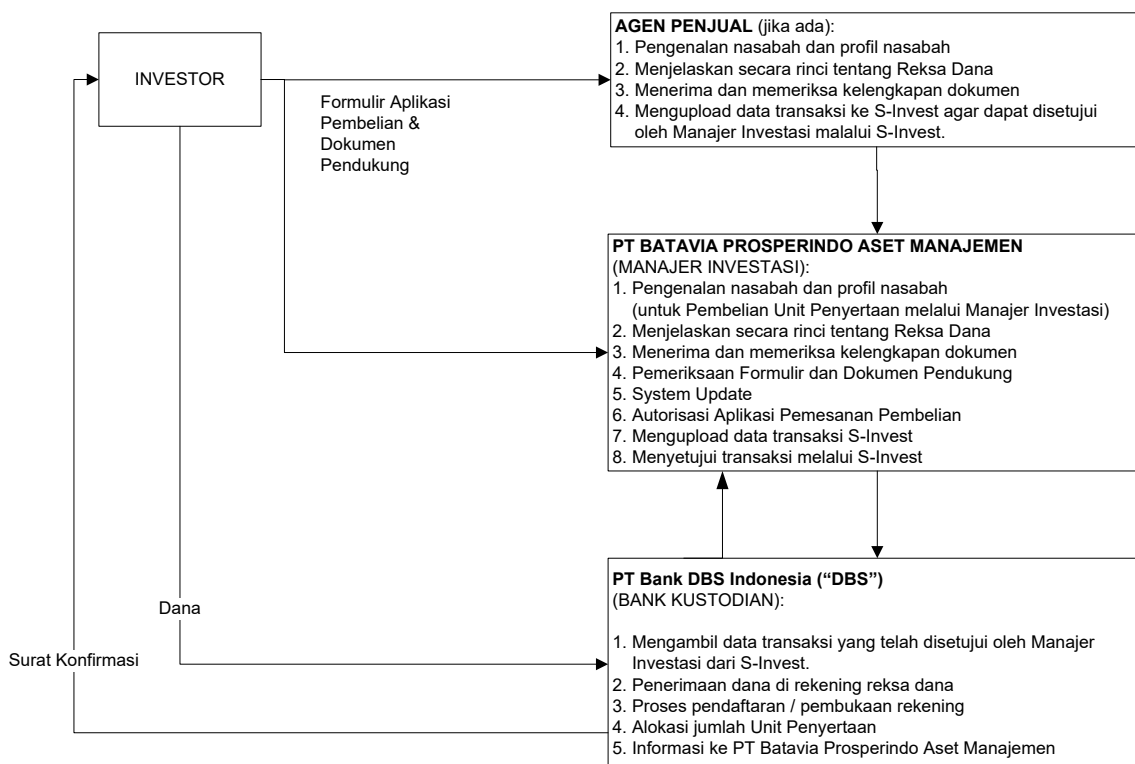 INVESTOR
Formulir Aplikasi
Pembelian &
Dokumen
Pendukung
AGEN PENJUAL (jika ada):
1. Pengenalan nasabah dan profil nasabah
2. Menjelaskan secara rinci tentang Reksa Dana
3. Menerima dan memeriksa kelengkapan dokumen
4. Mengupload data transaksi ke S-Invest agar dapat disetujui
oleh Manajer Investasi malalui S-Invest.
PT BATAVIA PROSPERINDO ASET MANAJEMEN
(MANAJER INVESTASI):
1. Pengenalan nasabah dan profil nasabah
(untuk Pembelian Unit Penyertaan melalui Manajer Investasi)
2. Menjelaskan secara rinci tentang Reksa Dana
3. Menerima dan memeriksa kelengkapan dokumen
4. Pemeriksaan Formulir dan Dokumen Pendukung
5. System Update
6. Autorisasi Aplikasi Pemesanan Pembelian
7. Mengupload data transaksi S-Invest
8. Menyetujui transaksi melalui S-Invest
PT Bank DBS Indonesia (“DBS”)
(BANK KUSTODIAN):
1. Mengambil data transaksi yang telah disetujui oleh Manajer
Investasi dari S-Invest.
2. Penerimaan dana di rekening reksa dana
3. Proses pendaftaran / pembukaan rekening
4. Alokasi jumlah Unit Penyertaan
5. Informasi ke PT Batavia Prosperindo Aset Manajemen
Dana
Surat Konfirmasi